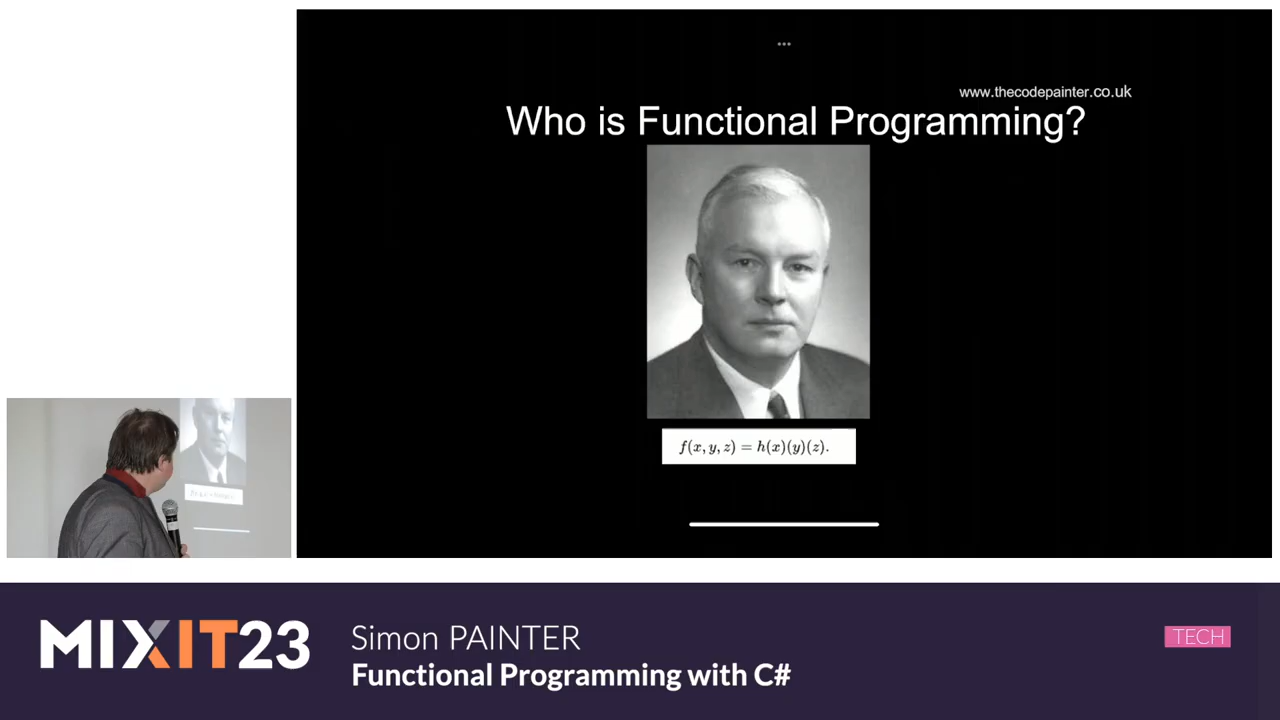 •••
www.thecodepainter.co.uk
Who is Functional Programming?
f(x, y, z) = h(x)(y)(z).
MIXIT23
Simon PAINTER
Functional Programming with C#
TECH